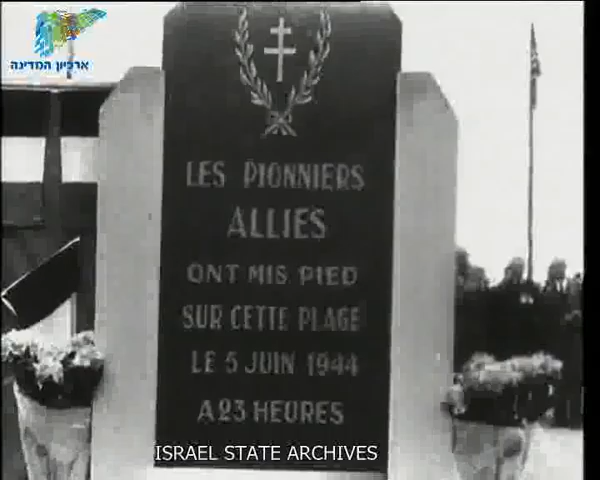 ארכיון המדינה
LES PIONNIERS
ALLIES
ONT MIS PIED
SUR CETTE PLAGE
LE 5 JUIN 1944
A 23 HEURES
ISRAEL STATE ARCHIVES